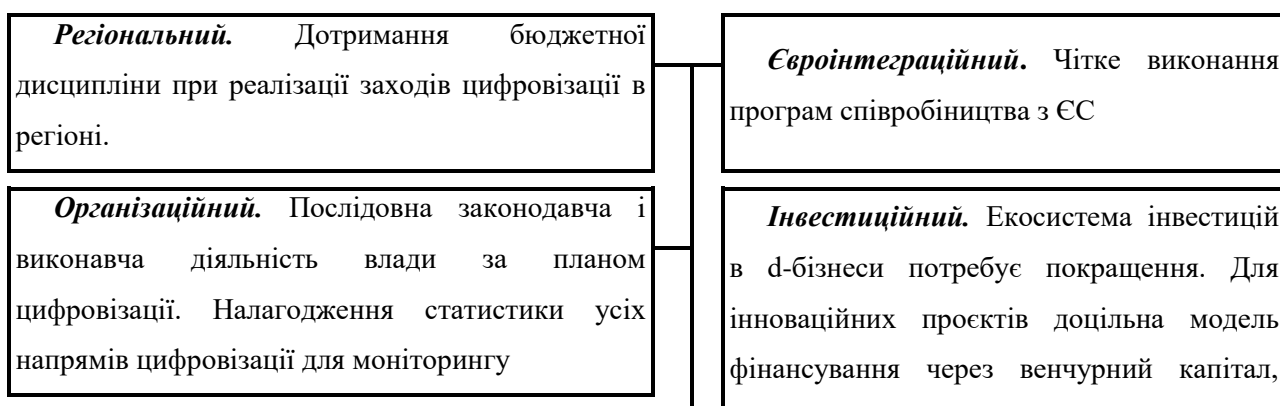 Регіональний. Дотримання бюджетної
дисципліни при реалізації заходів цифровізації в
регіоні.
Євроінтеграційний. Чітке виконання
програм співробіництва з ЄС
Організаційний. Послідовна законодавча і
виконавча діяльність влади за планом
цифровізації. Налагодження статистики усіх
напрямів цифровізації для моніторингу
Інвестиційний. Екосистема інвестицій
в d-бізнеси потребує покращення. Для
інноваційних проєктів доцільна модель
фінансування через венчурний капітал,